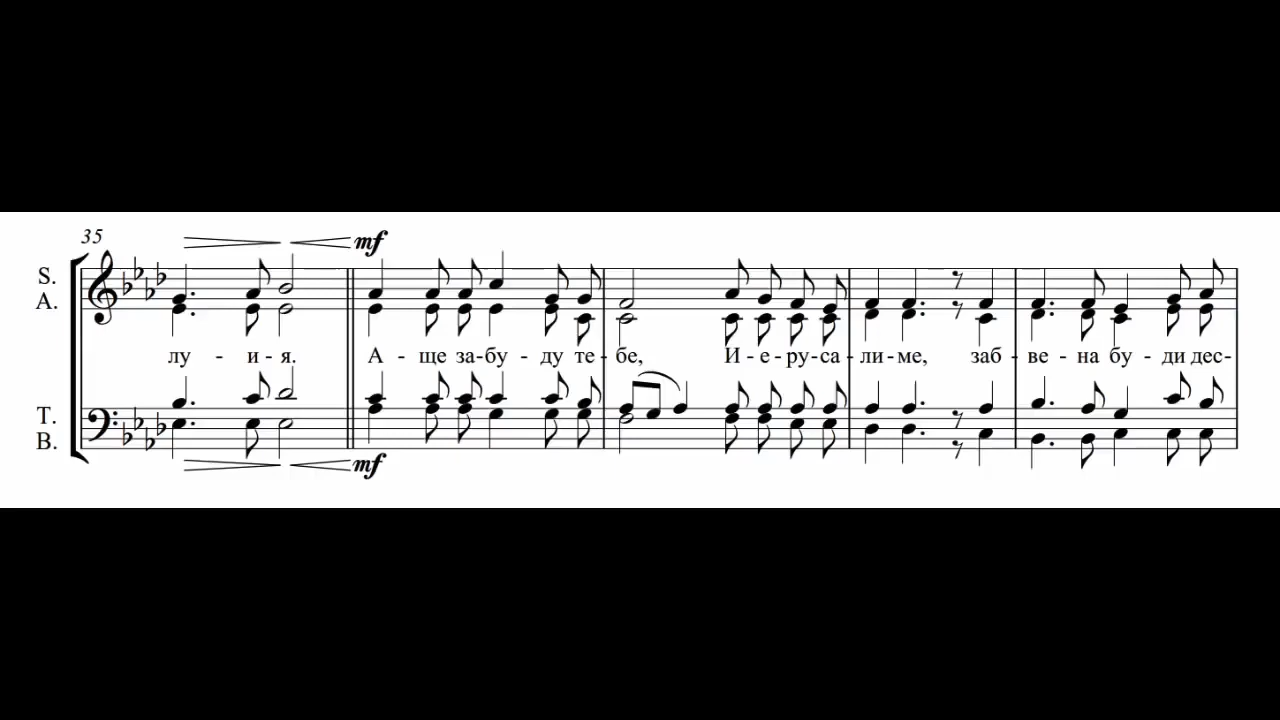 35
mf
S.
A.
лу - и - я. А - ще за-бу - ду те - бе, И - е - ру-са - ли-ме, заб - ве - на бу - ди дес-
T.
B.
mf